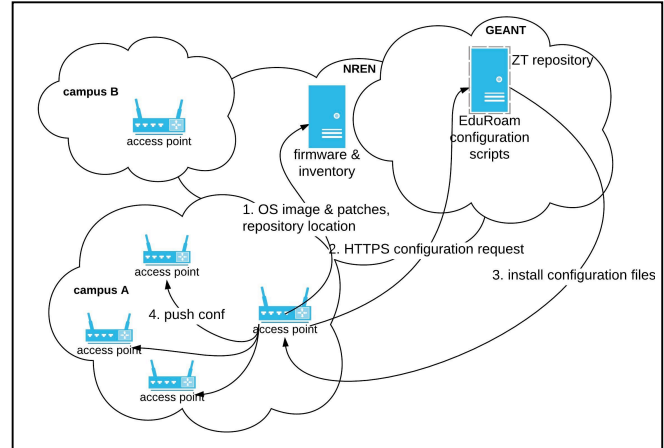 GEANT
NREN
ZT repository
campus B
access point
EduRoam
configuration
scripts
firmware &
inventory
1. OS image & patches,
repository location
2. HTTPS configuration request
3. install configuration files
access point
campus A
4. push conf
access point
access point
access point